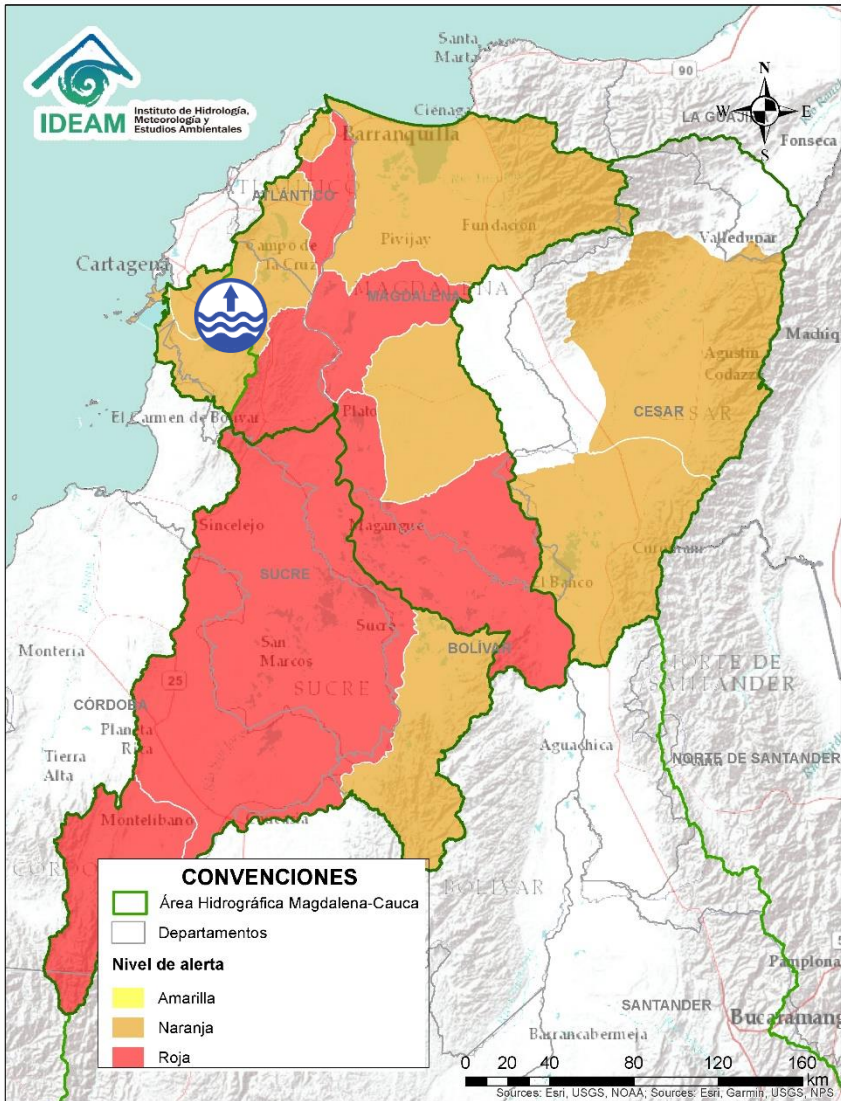 IDEAM
Instituto de Hidrología,
Meteorología y
Estudios Ambientales
Santa
Marta
90
N
W
E
S
LA GUAJI
Ciénaga
Barranquilla
Fonseca
ATLÁNTICO
Valledupar
Campo de
la Cruz
Pivijay
Fundación
Cartagena
MAGDALENA
Machiq
Agustín
Codazzi
El Carmen de Bolívar
Plato
CESAR
Sincelejo
Magangué
SUCRE
El Banco
Sucre
Montería
San
Marcos
BOLÍVAR
SUCRE
NORTE DE
SANTANDER
25
CÓRDOBA
Planeta
Rica
Aguachica
Tierra
Alta
NORTE DE SANTANDER
Montelíbano
BOLÍVAR
CONVENCIONES
Área Hidrográfica Magdalena-Cauca
Departamentos
Nivel de alerta
Amarilla
Naranja
Roja
Pamplona
SANTANDER
Bucaramang
Barrancabermeja
0 20 40 80 120 160
km
Sources: Esri, USGS, NOAA; Sources: Esri, Garmin, USGS, NPS